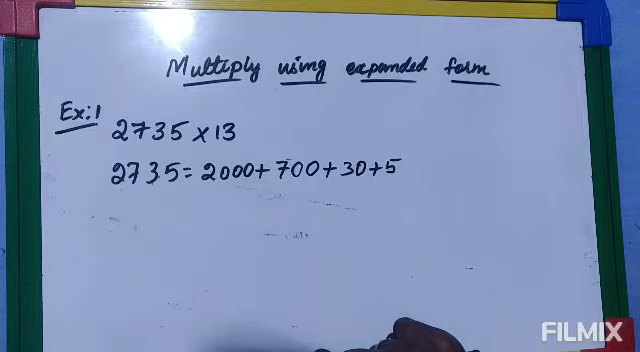 Multiply using expanded form
Ex:1
2735 x 13
2735 = 2000 + 700 + 30 + 5
FILMIX